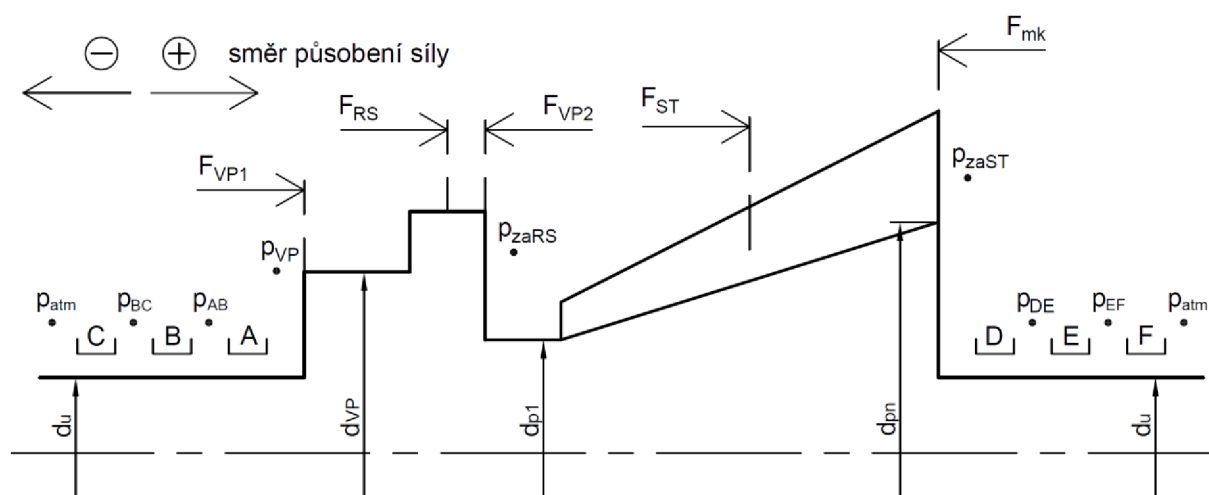 − + směr působení síly
F_mk
F_RS
F_VP2
F_ST
F_VP1
p_zaST
p_VP
p_zaRS
p_atm
p_BC
p_AB
p_DE
p_EF
p_atm
C
B
A
D
E
F
d_u
d_VP
d_p1
d_pn
d_u